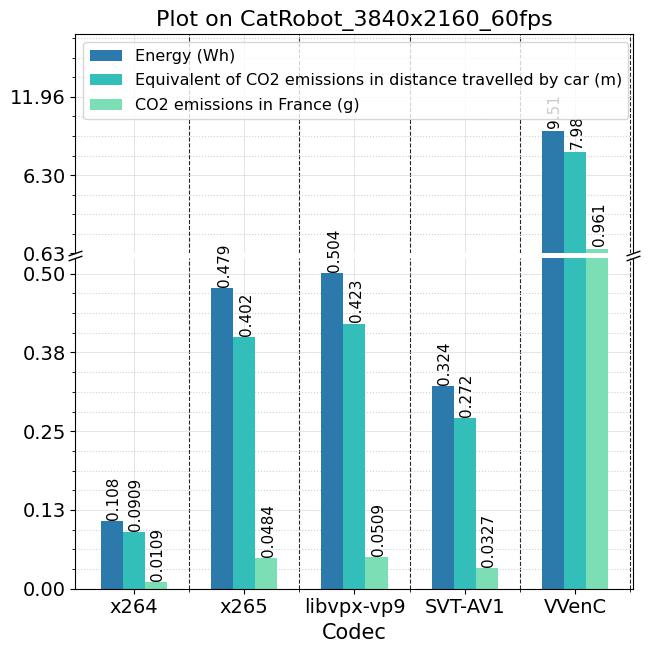 Plot on CatRobot_3840x2160_60fps
Energy (Wh)
Equivalent of CO2 emissions in distance travelled by car (m)
CO2 emissions in France (g)
11.96
6.30
0.63
0.50
0.38
0.25
0.13
0.00
0.108
0.0909
0.0109
0.479
0.402
0.0484
0.504
0.423
0.0509
0.324
0.272
0.0327
9.51
7.98
0.961
x264
x265
libvpx-vp9
SVT-AV1
VVenC
Codec